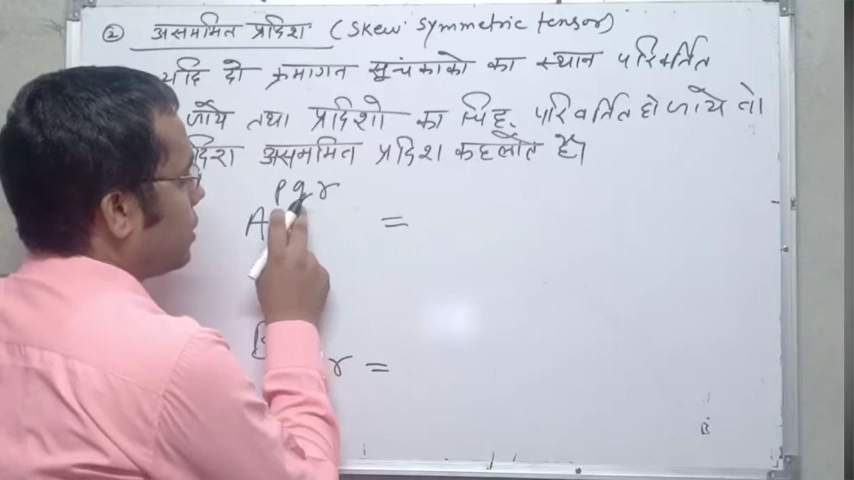 ② असममित प्रदिश (Skew symmetric tensor)
यदि दो क्रमागत का स्थान परिवर्तित
जाये तथा प्रदिशो का चिह्न परिवर्तित हो जाये तो
असममित प्रदिश कहलाते है।
pqr
A =
B r =